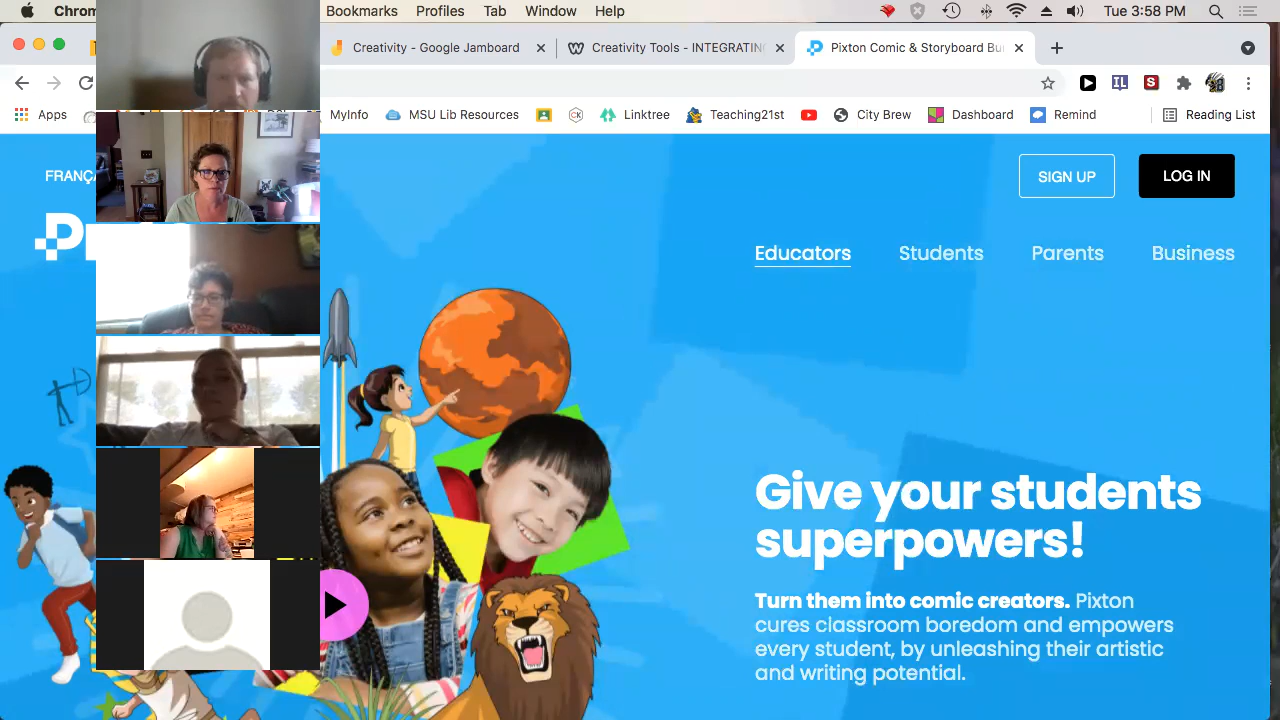 Chrom
Bookmarks Profiles Tab Window Help
Tue 3:58 PM
Creativity - Google Jamboard
Creativity Tools - INTEGRATING
Pixton Comic & Storyboard Bu
Apps
MyInfo
MSU Lib Resources
Linktree
Teaching21st
City Brew
Dashboard
Remind
Reading List
FRANÇA
SIGN UP
LOG IN
Educators
Students
Parents
Business
Give your students
superpowers!
Turn them into comic creators. Pixton
cures classroom boredom and empowers
every student, by unleashing their artistic
and writing potential.